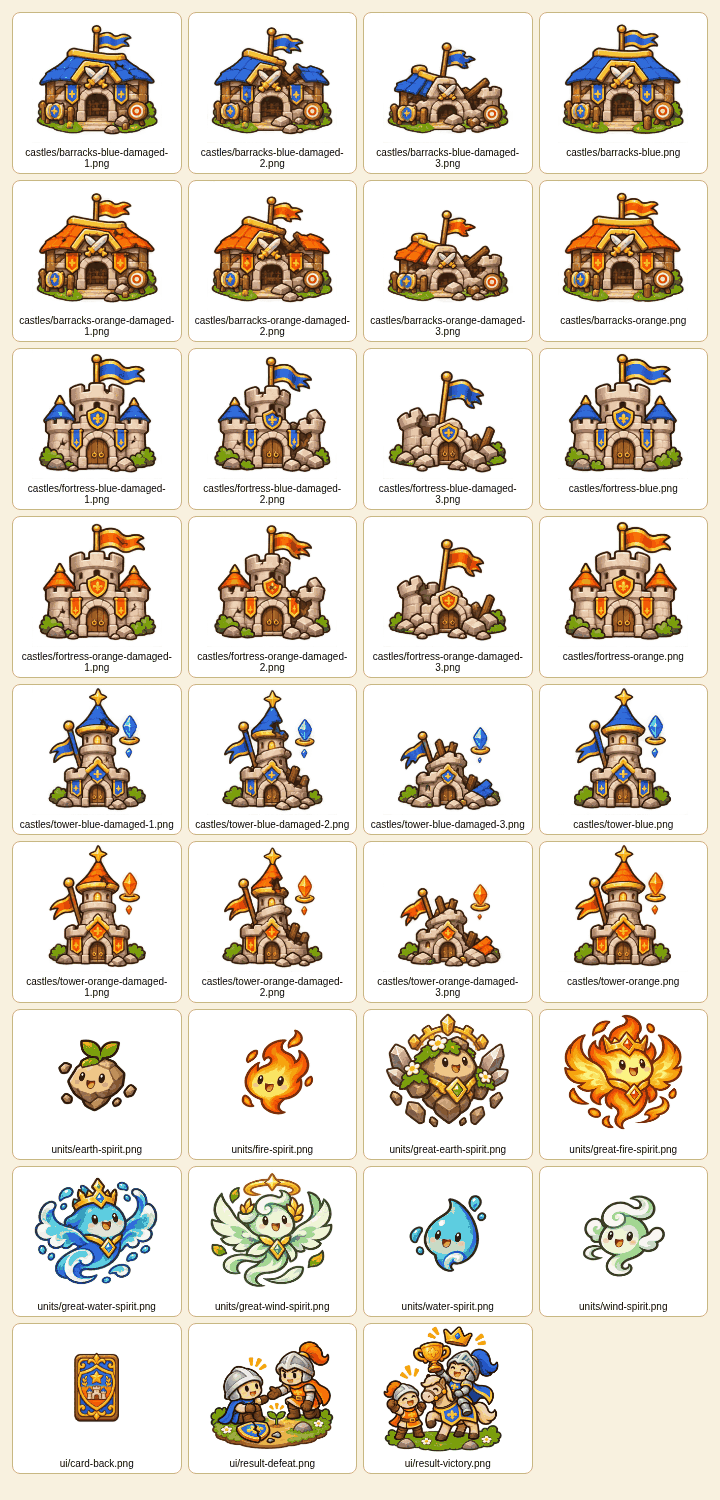 castles/barracks-blue-damaged-
1.png
castles/barracks-blue-damaged-
2.png
castles/barracks-blue-damaged-
3.png
castles/barracks-blue.png
castles/barracks-orange-damaged-
1.png
castles/barracks-orange-damaged-
2.png
castles/barracks-orange-damaged-
3.png
castles/barracks-orange.png
castles/fortress-blue-damaged-
1.png
castles/fortress-blue-damaged-
2.png
castles/fortress-blue-damaged-
3.png
castles/fortress-blue.png
castles/fortress-orange-damaged-
1.png
castles/fortress-orange-damaged-
2.png
castles/fortress-orange-damaged-
3.png
castles/fortress-orange.png
castles/tower-blue-damaged-1.png
castles/tower-blue-damaged-2.png
castles/tower-blue-damaged-3.png
castles/tower-blue.png
castles/tower-orange-damaged-
1.png
castles/tower-orange-damaged-
2.png
castles/tower-orange-damaged-
3.png
castles/tower-orange.png
units/earth-spirit.png
units/fire-spirit.png
units/great-earth-spirit.png
units/great-fire-spirit.png
units/great-water-spirit.png
units/great-wind-spirit.png
units/water-spirit.png
units/wind-spirit.png
ui/card-back.png
ui/result-defeat.png
ui/result-victory.png